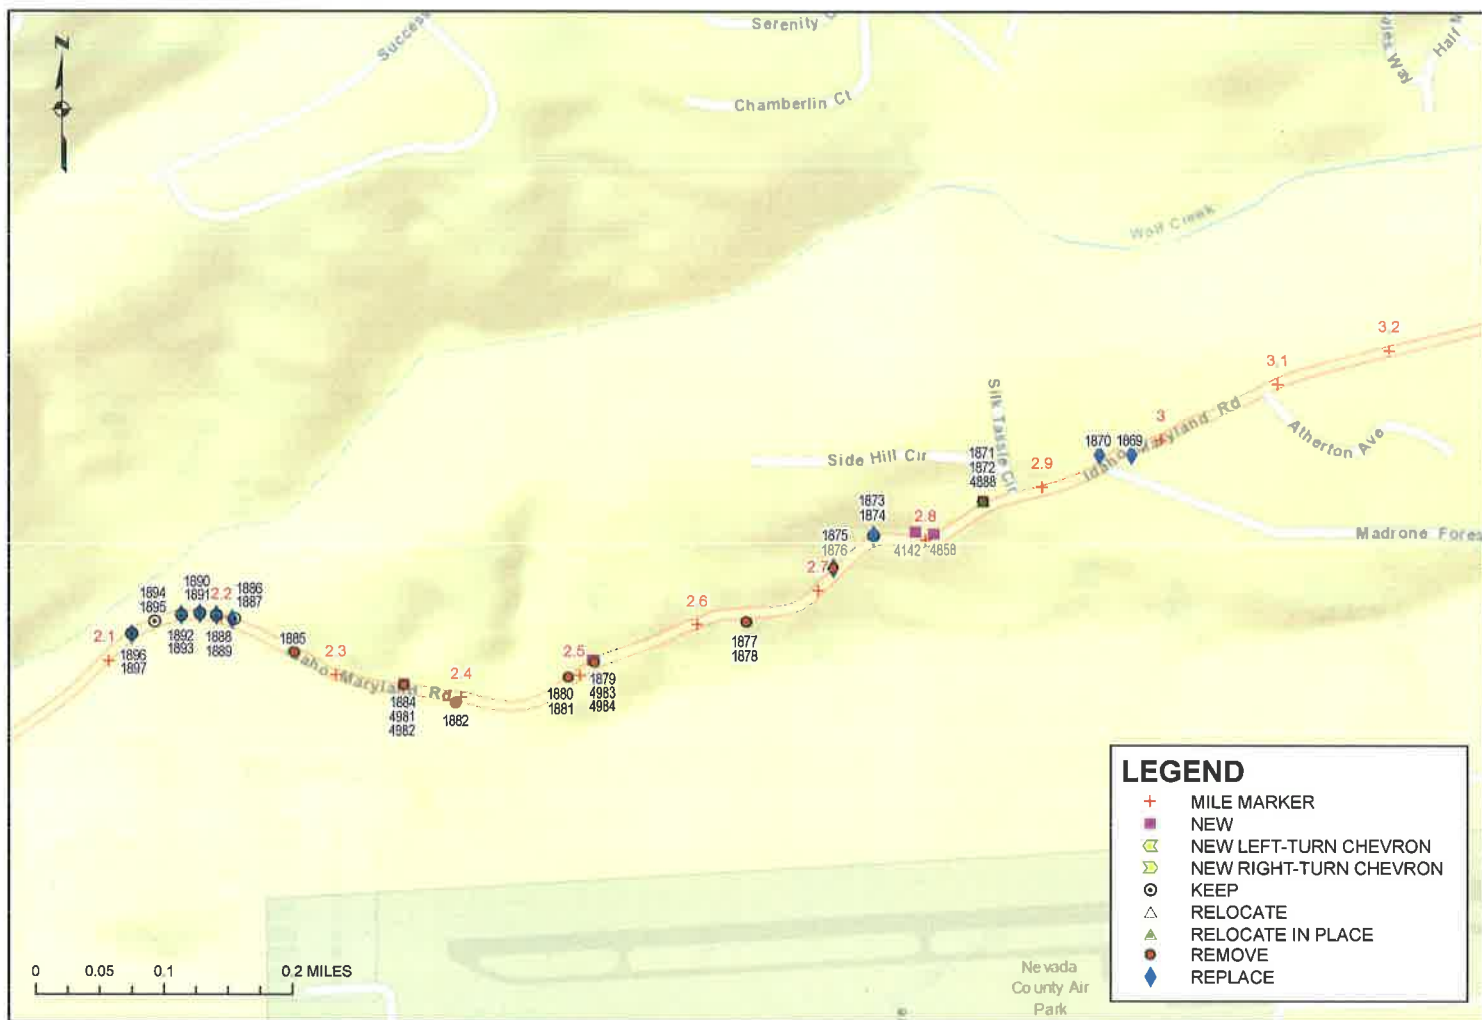 Z
Success
Serenity
Chamberlin Ct
Way
Half M
Wolf Creek
3.2
3.1
3
Silk Tassle Cir
Side Hill Cir
Idaho Maryland Rd
Atherton Ave
Madrone Fores
1870
1869
1871
1872
4888
2.9
1873
1874
2.8
4142
4858
1875
1876
2.7
2.6
1877
1878
2.5
1879
4983
4984
1880
1881
2.4
1882
2.3
1884
4981
4982
1885
aho Maryland Rd
2.2
1886
1887
1888
1889
1890
1891
1892
1893
1894
1895
2.1
1896
1897
Nevada
County Air
Park
0
0.05
0.1
0.2 MILES
LEGEND
MILE MARKER
NEW
NEW LEFT-TURN CHEVRON
NEW RIGHT-TURN CHEVRON
KEEP
RELOCATE
RELOCATE IN PLACE
REMOVE
REPLACE